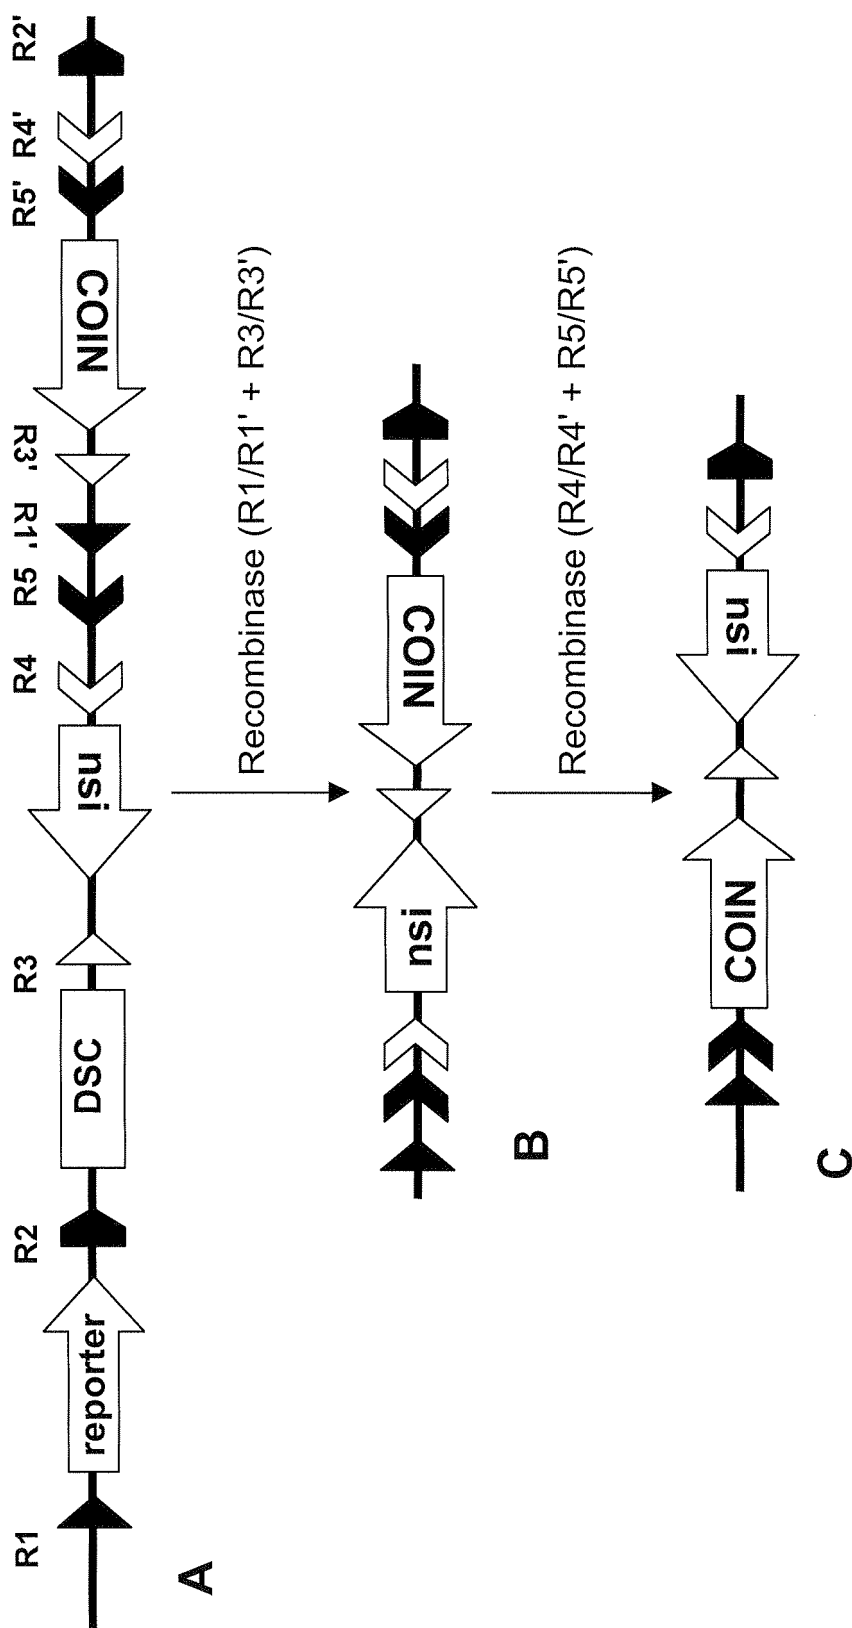 R1 R2 R3 R4 R5 R1' R3' R5' R4' R2'
reporter DSC nsi COIN
A
Recombinase (R1/R1' + R3/R3')
nsi COIN
B
Recombinase (R4/R4' + R5/R5')
COIN nsi
C